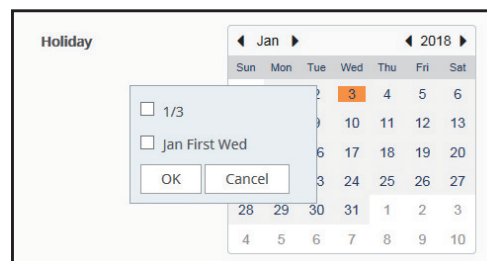 Holiday
Jan 2018
Sun Mon Tue Wed Thu Fri Sat
2 3 4 5 6
1/3
9 10 11 12 13
Jan First Wed
6 17 18 19 20
OK Cancel
3 24 25 26 27
28 29 30 31 1 2 3
4 5 6 7 8 9 10